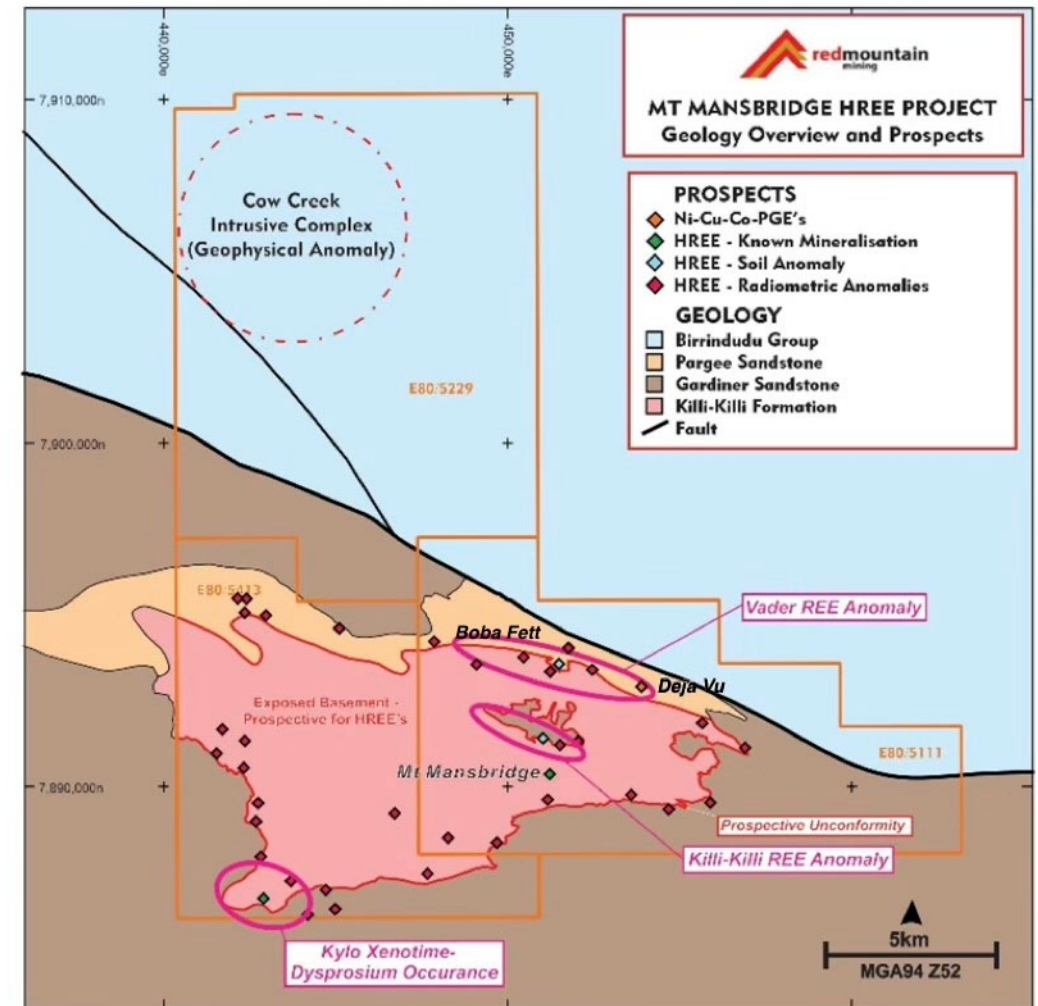 440,000e
450,000e
7,910,000n
7,900,000n
7,890,000n
redmountain
mining
MT MANSBRIDGE HREE PROJECT
Geology Overview and Prospects
PROSPECTS
Ni-Cu-Co-PGE's
HREE - Known Mineralisation
HREE - Soil Anomaly
HREE - Radiometric Anomalies
GEOLOGY
Birrindudu Group
Pargee Sandstone
Gardiner Sandstone
Killi-Killi Formation
Fault
Cow Creek
Intrusive Complex
(Geophysical Anomaly)
E80/5229
E80/5413
Vader REE Anomaly
Boba Fett
Deja Vu
Exposed Basement -
Prospective for HREE's
E80/5111
Mt Mansbridge
Prospective Unconformity
Killi-Killi REE Anomaly
Kylo Xenotime-
Dysprosium Occurance
5km
MGA94 Z52